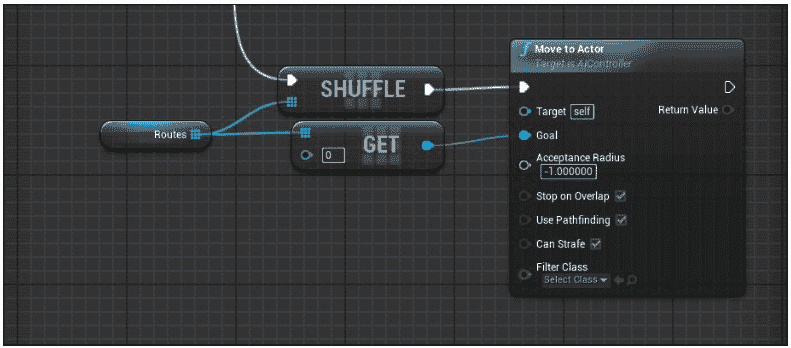 Move to Actor
Target is AIController
SHUFFLE
Target self
Return Value
Routes
Goal
GET
0
Acceptance Radius
-1.000000
Stop on Overlap
Use Pathfinding
Can Strafe
Filter Class
Select Class